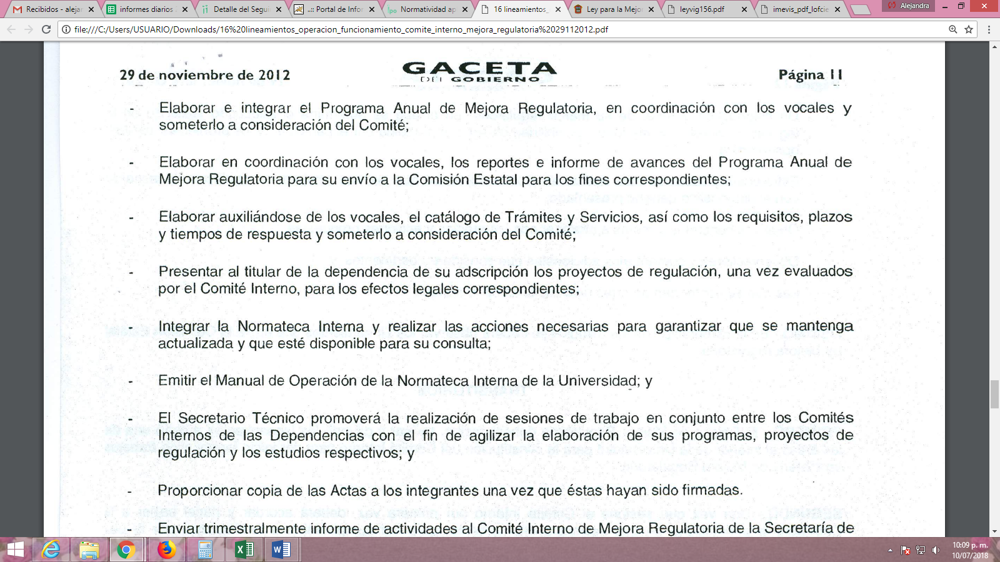 Recibidos - alejar
informes diarios 2
Detalle del Segui
..:: Portal de Infor
Normatividad ap
16 lineamientos_
Ley para la Mejo
leyvig156.pdf
imevis_pdf_lofcie
Alejandra
file:///C:/Users/USUARIO/Downloads/16%20lineamientos_operacion_funcionamiento_comite_interno_mejora_regulatoria%2029112012.pdf
29 de noviembre de 2012
GACETA
DEL GOBIERNO
Página 11
- Elaborar e integrar el Programa Anual de Mejora Regulatoria, en coordinación con los vocales y
someterlo a consideración del Comité;
- Elaborar en coordinación con los vocales, los reportes e informe de avances del Programa Anual de
Mejora Regulatoria para su envío a la Comisión Estatal para los fines correspondientes;
- Elaborar auxiliándose de los vocales, el catálogo de Trámites y Servicios, así como los requisitos, plazos
y tiempos de respuesta y someterlo a consideración del Comité;
- Presentar al titular de la dependencia de su adscripción los proyectos de regulación, una vez evaluados
por el Comité Interno, para los efectos legales correspondientes;
- Integrar la Normateca Interna y realizar las acciones necesarias para garantizar que se mantenga
actualizada y que esté disponible para su consulta;
- Emitir el Manual de Operación de la Normateca Interna de la Universidad; y
- El Secretario Técnico promoverá la realización de sesiones de trabajo en conjunto entre los Comités
Internos de las Dependencias con el fin de agilizar la elaboración de sus programas, proyectos de
regulación y los estudios respectivos; y
- Proporcionar copia de las Actas a los integrantes una vez que éstas hayan sido firmadas.
- Enviar trimestralmente informe de actividades al Comité Interno de Mejora Regulatoria de la Secretaría de
10:09 p. m.
10/07/2018